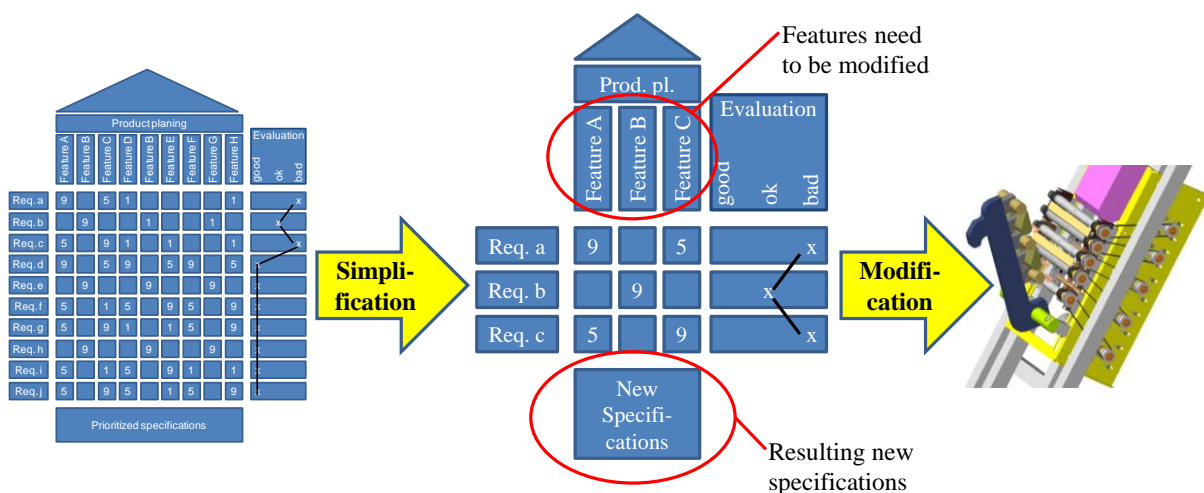 Product planing
Feature A
Feature B
Feature C
Feature D
Feature B
Feature E
Feature F
Feature G
Feature H
Evaluation
good
ok
bad
Req. a 9 5 1 1 x
Req. b 9 1 1 x
Req. c 5 9 1 1 1 x
Req. d 9 5 9 5 9 5 x
Req. e 9 9 9 x
Req. f 5 1 5 9 5 9 x
Req. g 5 9 1 1 5 9 x
Req. h 9 9 9 x
Req. i 5 1 5 9 1 1 x
Req. j 5 9 5 1 5 9 x
Prioritized specifications
Simpli-
fication
Features need
to be modified
Prod. pl.
Feature A
Feature B
Feature C
Evaluation
good
ok
bad
Req. a 9 5 x
Req. b 9 x
Req. c 5 9 x
New
Specifi-
cations
Resulting new
specifications
Modifi-
cation